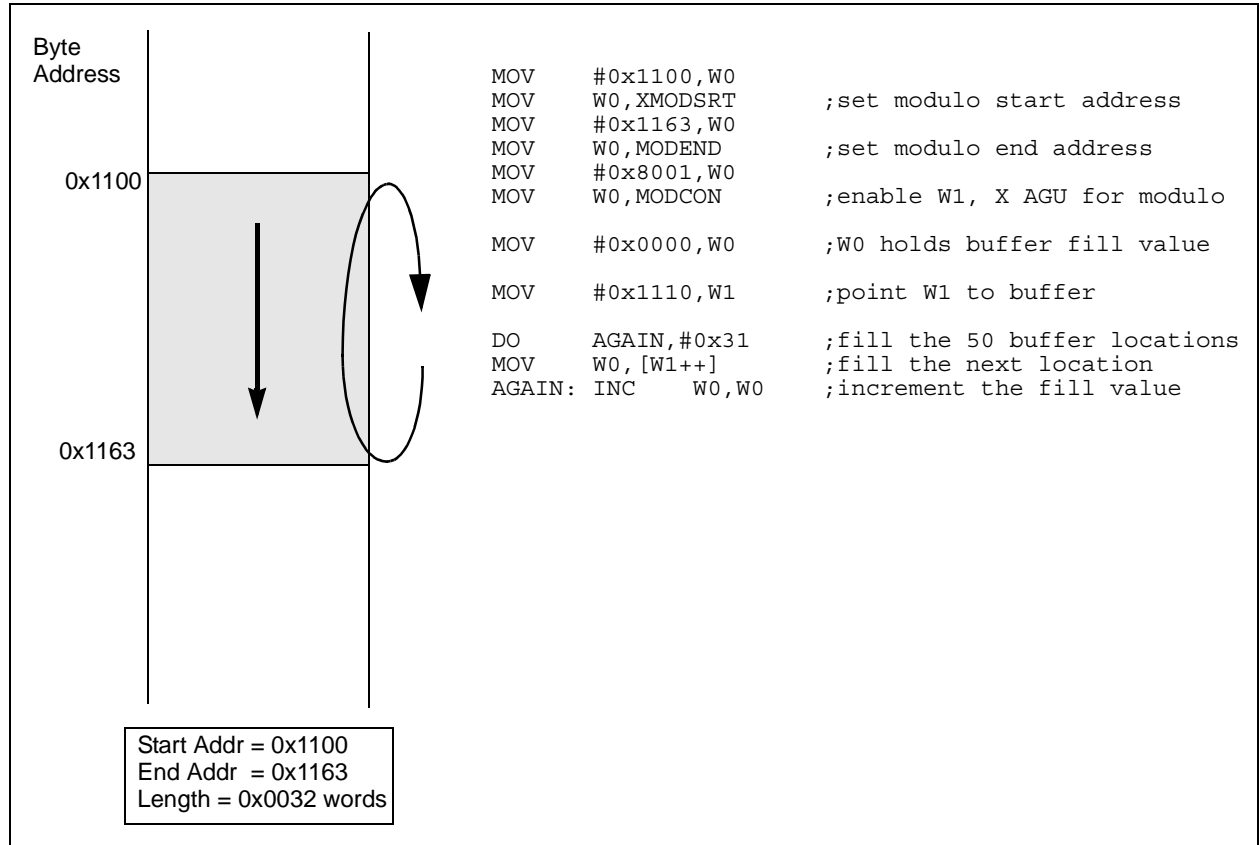 Byte
Address
0x1100
0x1163
MOV #0x1100,W0
MOV W0,XMODSRT ;set modulo start address
MOV #0x1163,W0
MOV W0,MODEND ;set modulo end address
MOV #0x8001,W0
MOV W0,MODCON ;enable W1, X AGU for modulo
MOV #0x0000,W0 ;W0 holds buffer fill value
MOV #0x1110,W1 ;point W1 to buffer
DO AGAIN,#0x31 ;fill the 50 buffer locations
MOV W0,[W1++] ;fill the next location
AGAIN: INC W0,W0 ;increment the fill value
Start Addr = 0x1100
End Addr = 0x1163
Length = 0x0032 words